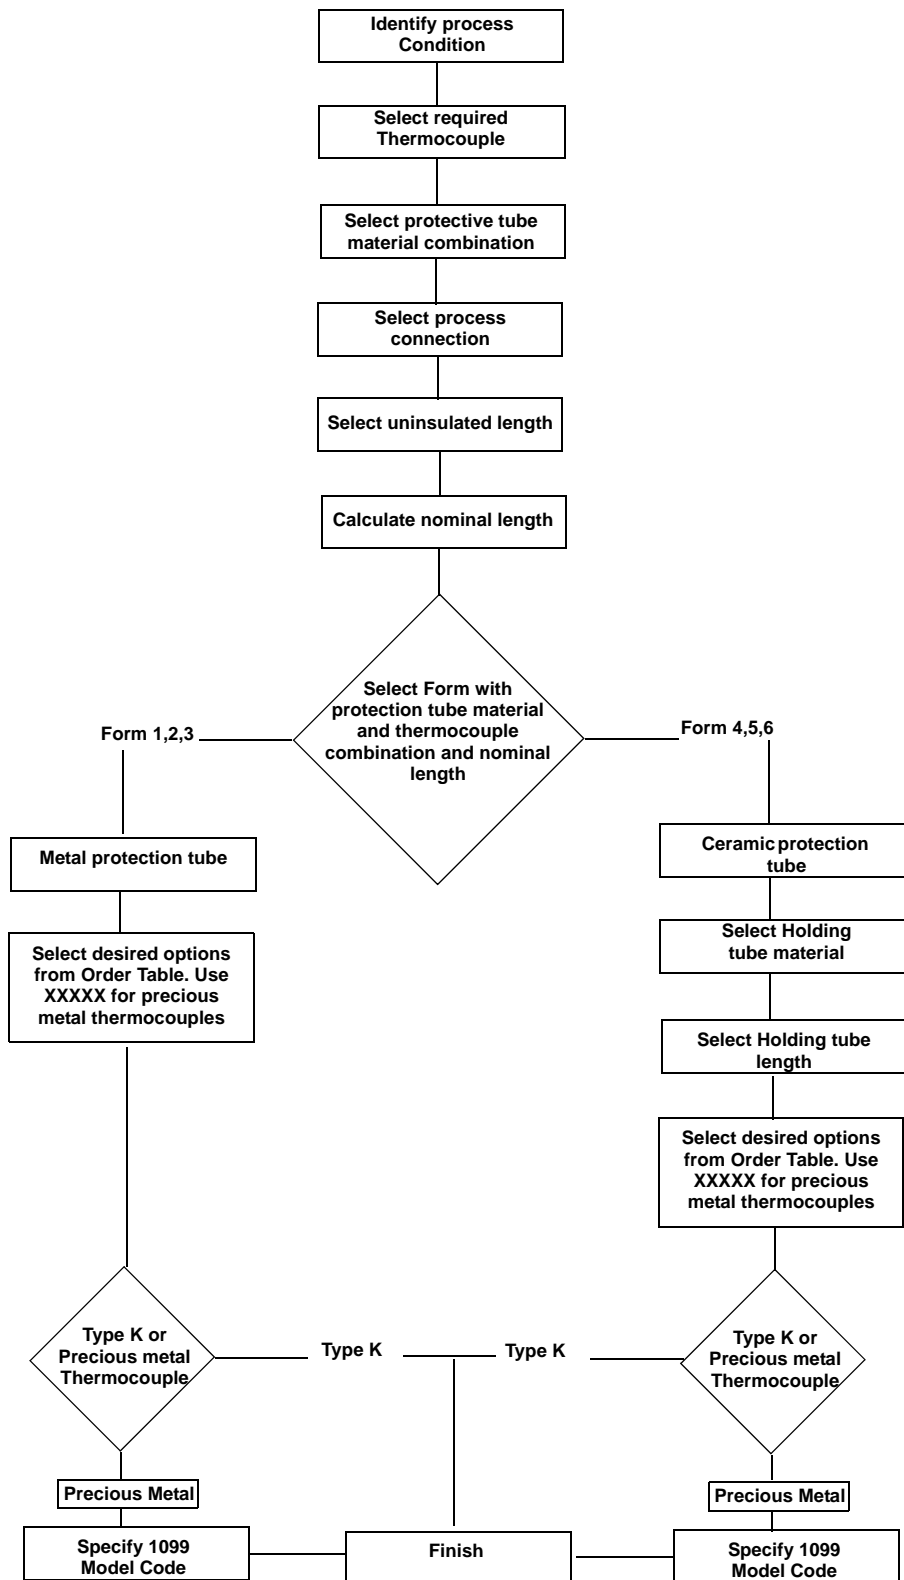 Identify process
Condition
Select required
Thermocouple
Select protective tube
material combination
Select process
connection
Select uninsulated length
Calculate nominal length
Select Form with
protection tube material
and thermocouple
combination and nominal
length
Form 1,2,3
Form 4,5,6
Metal protection tube
Select desired options
from Order Table. Use
XXXXX for precious
metal thermocouples
Ceramic protection
tube
Select Holding
tube material
Select Holding tube
length
Select desired options
from Order Table. Use
XXXXX for precious
metal thermocouples
Type K or
Precious metal
Thermocouple
Type K
Type K
Type K or
Precious metal
Thermocouple
Precious Metal
Precious Metal
Specify 1099
Model Code
Finish
Specify 1099
Model Code